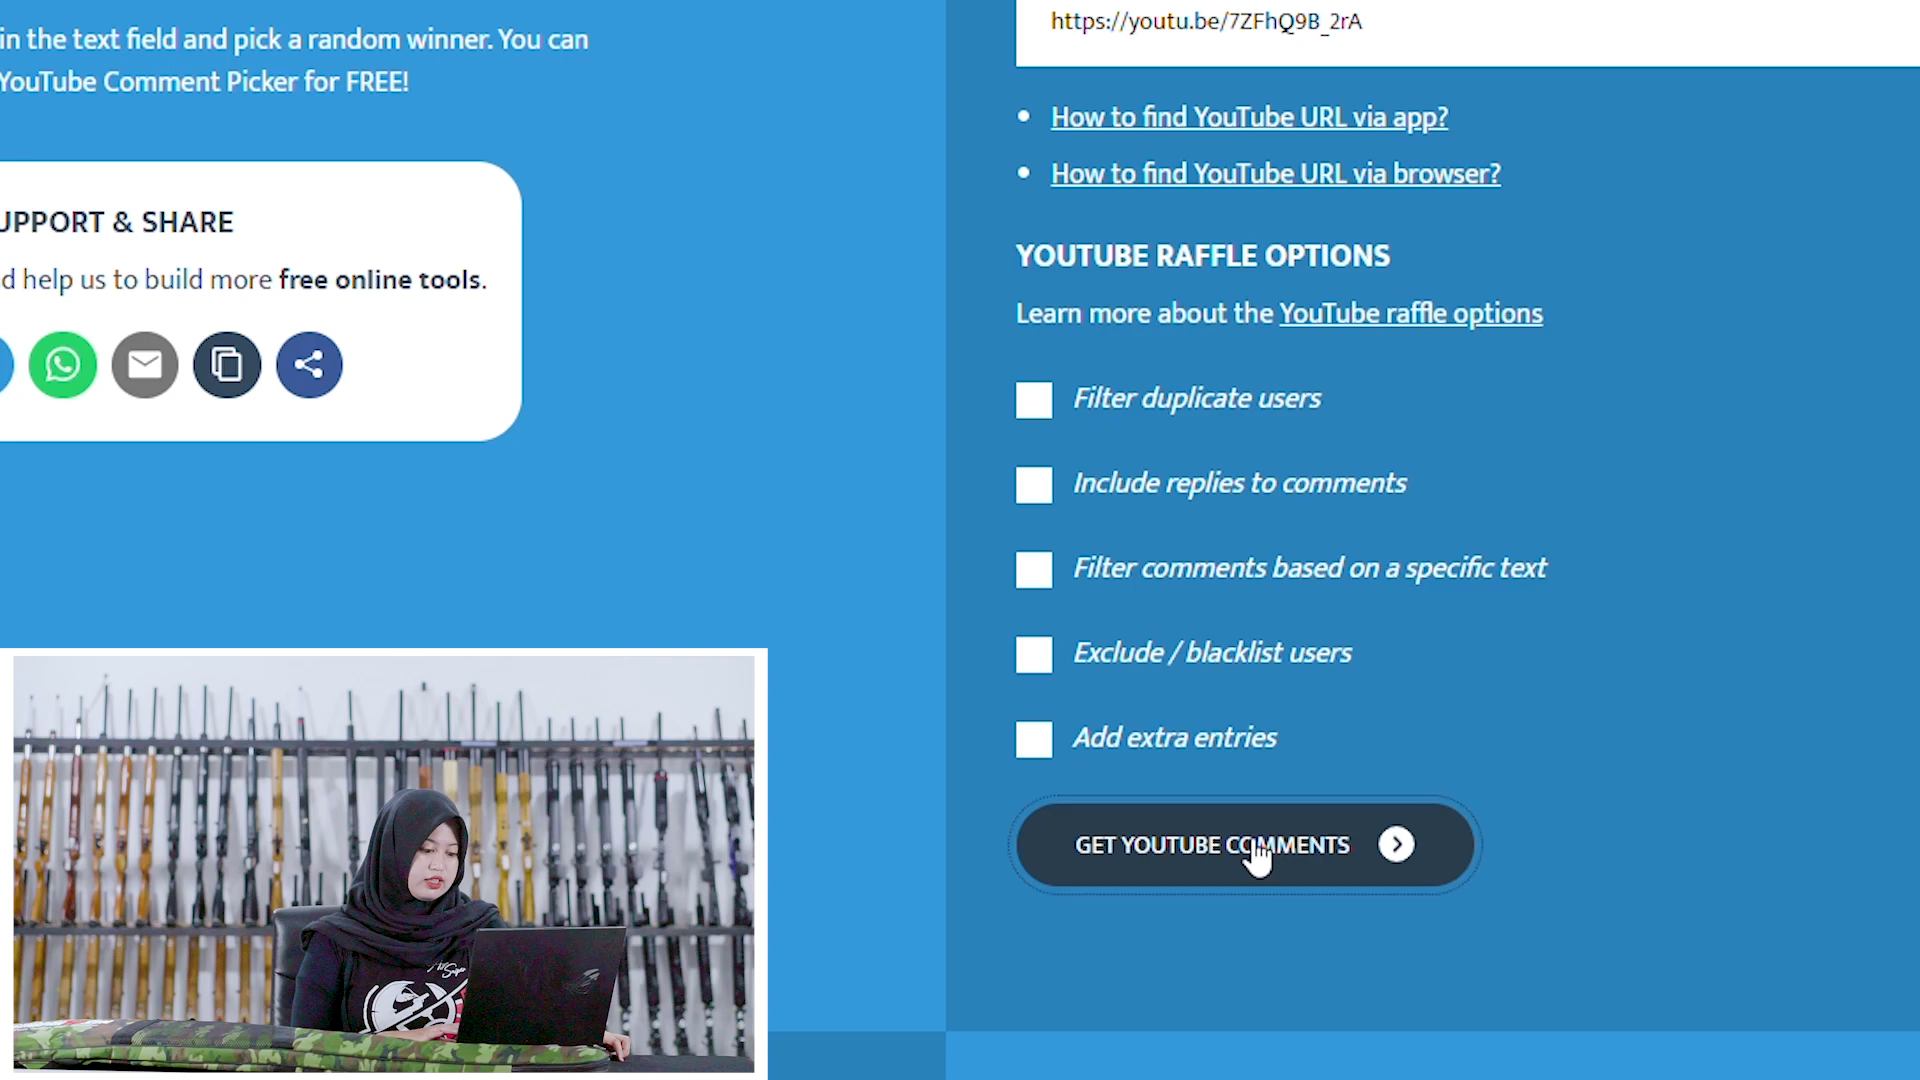 in the text field and pick a random winner. You can
YouTube Comment Picker for FREE!
UPPORT & SHARE
d help us to build more free online tools.
https://youtu.be/7ZFhQ9B_2rA
How to find YouTube URL via app?
How to find YouTube URL via browser?
YOUTUBE RAFFLE OPTIONS
Learn more about the YouTube raffle options
Filter duplicate users
Include replies to comments
Filter comments based on a specific text
Exclude / blacklist users
Add extra entries
GET YOUTUBE COMMENTS